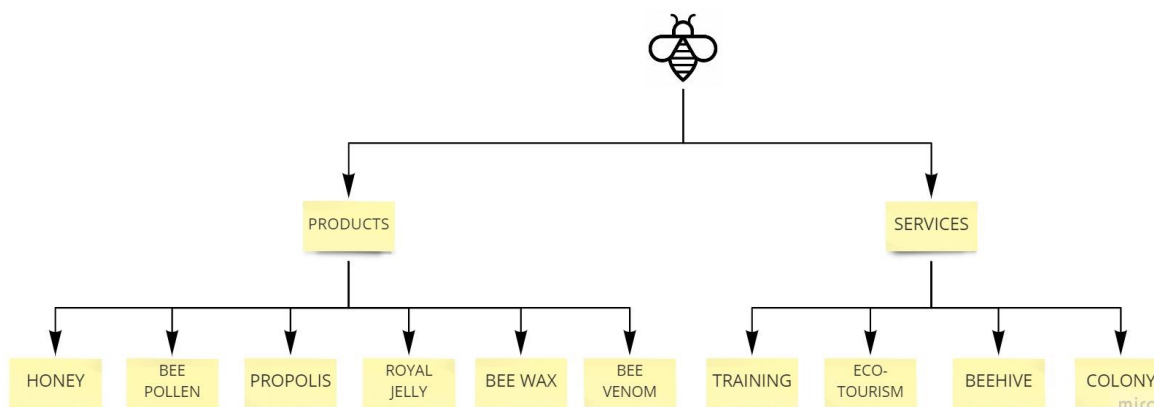 PRODUCTS
SERVICES
HONEY
BEE
POLLEN
PROPOLIS
ROYAL
JELLY
BEE WAX
BEE
VENOM
TRAINING
ECO-
TOURISM
BEEHIVE
COLONY